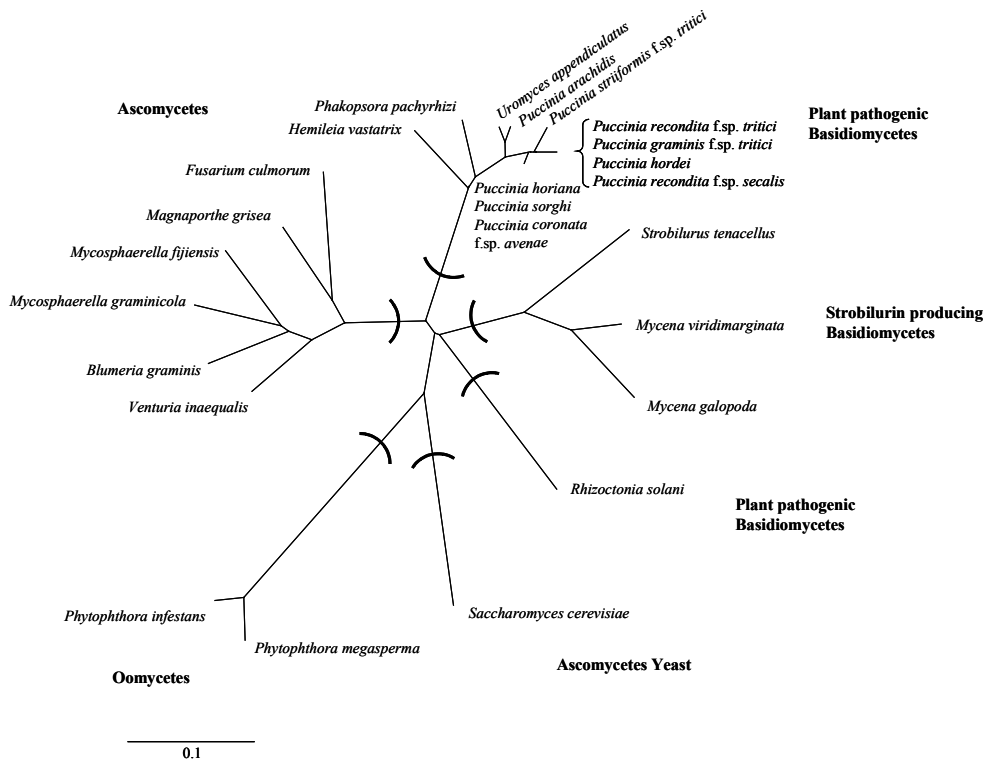 Uromyces appendiculatus
Puccinia arachidis
Puccinia striiformis f.sp. tritici
Ascomycetes
Phakopsora pachyrhizi
Hemileia vastatrix
Plant pathogenic
Basidiomycetes
Puccinia recondita f.sp. tritici
Puccinia graminis f.sp. tritici
Puccinia hordei
Puccinia recondita f.sp. secalis
Fusarium culmorum
Puccinia horiana
Puccinia sorghi
Puccinia coronata
f.sp. avenae
Magnaporthe grisea
Strobilurus tenacellus
Mycosphaerella fijiensis
Mycosphaerella graminicola
Strobilurin producing
Basidiomycetes
Mycena viridimarginata
Blumeria graminis
Venturia inaequalis
Mycena galopoda
Rhizoctonia solani
Plant pathogenic
Basidiomycetes
Phytophthora infestans
Saccharomyces cerevisiae
Phytophthora megasperma
Ascomycetes Yeast
Oomycetes
0.1